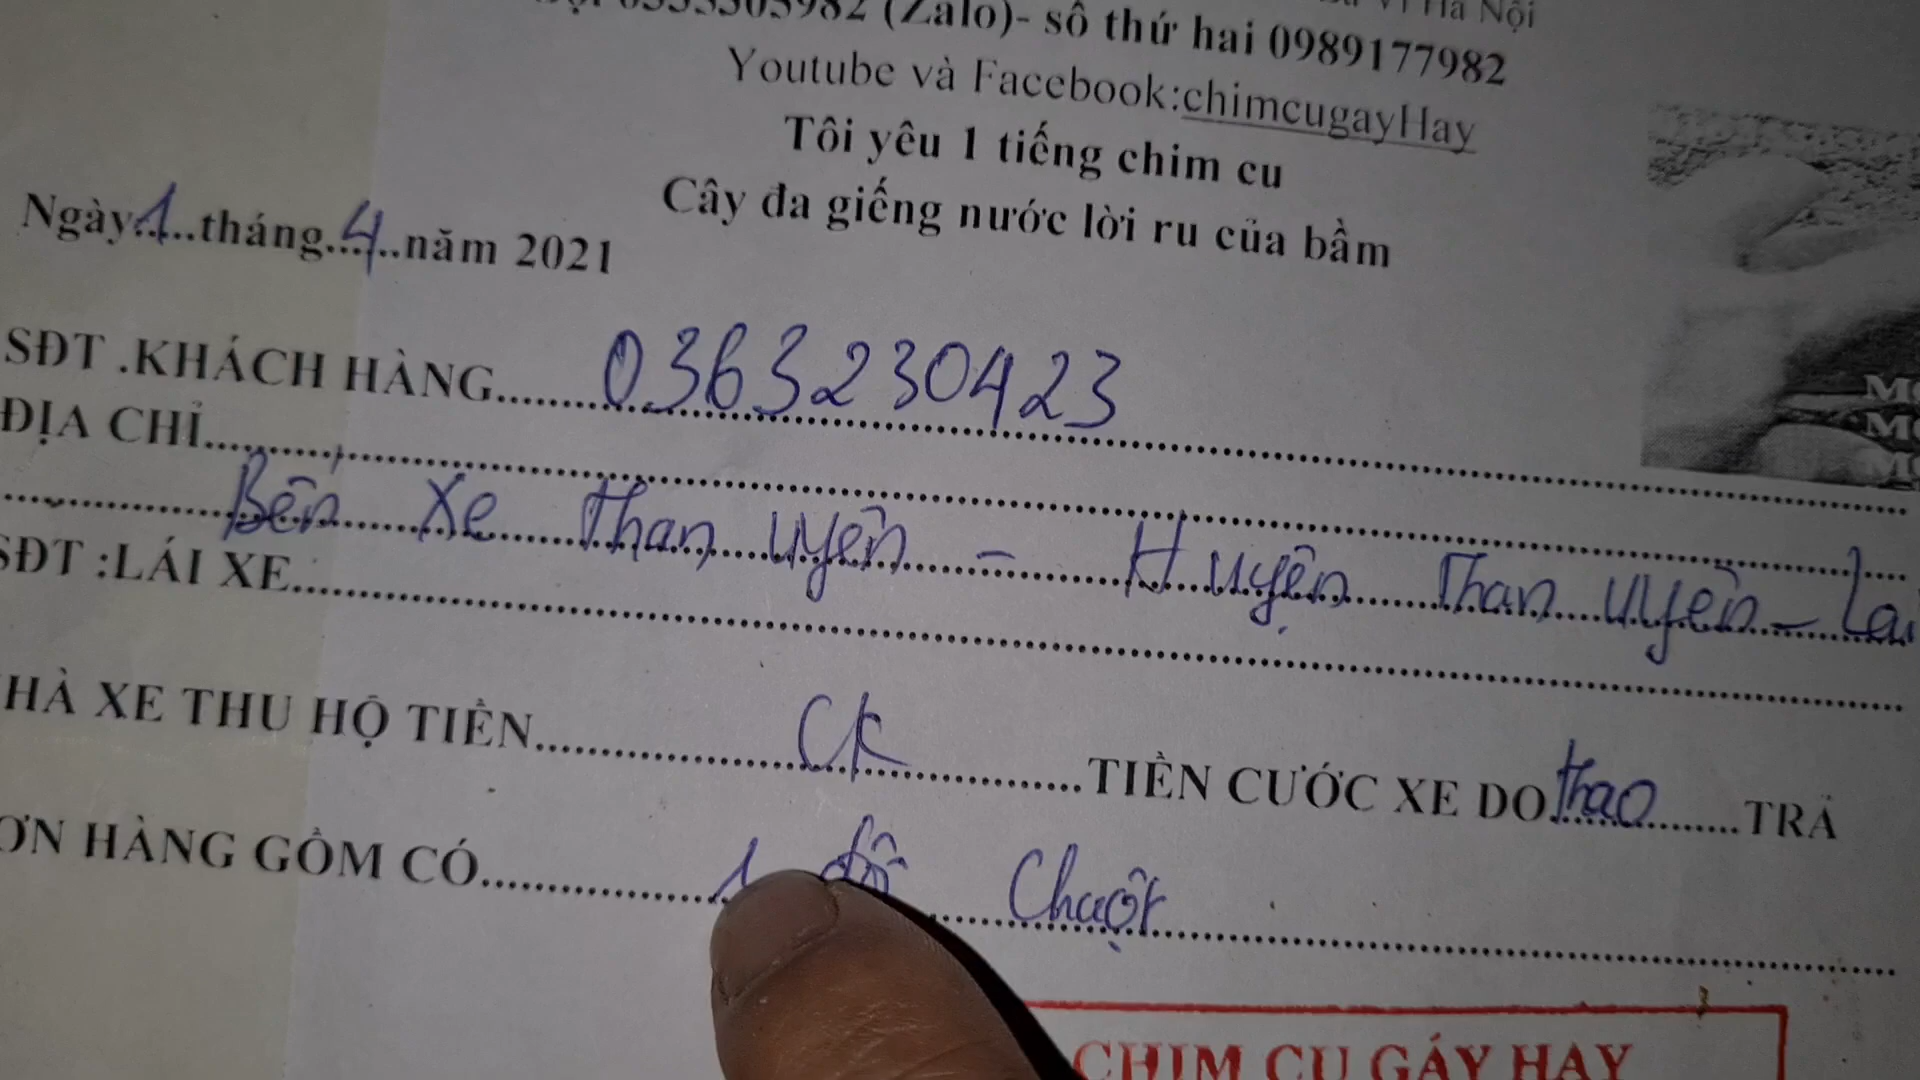 Vì Hà Nội
0333305982 (Zalo)- số thứ hai 0989177982
Youtube và Facebook:chimcugayHay
Tôi yêu 1 tiếng chim cu
Cây đa giếng nước lời ru của bầm
Ngày..1..tháng...4...năm 2021
SĐT .KHÁCH HÀNG.....0363230423
ĐỊA CHỈ.....
Bến Xe Than Uyên - Huyện Than Uyên - Lai
SĐT :LÁI XE.....
HÀ XE THU HỘ TIỀN.....CK.....TIỀN CƯỚC XE DO.thao.....TRẢ
ƠN HÀNG GỒM CÓ.....1 đôi Chuột
CHIM CU GÁY HAY